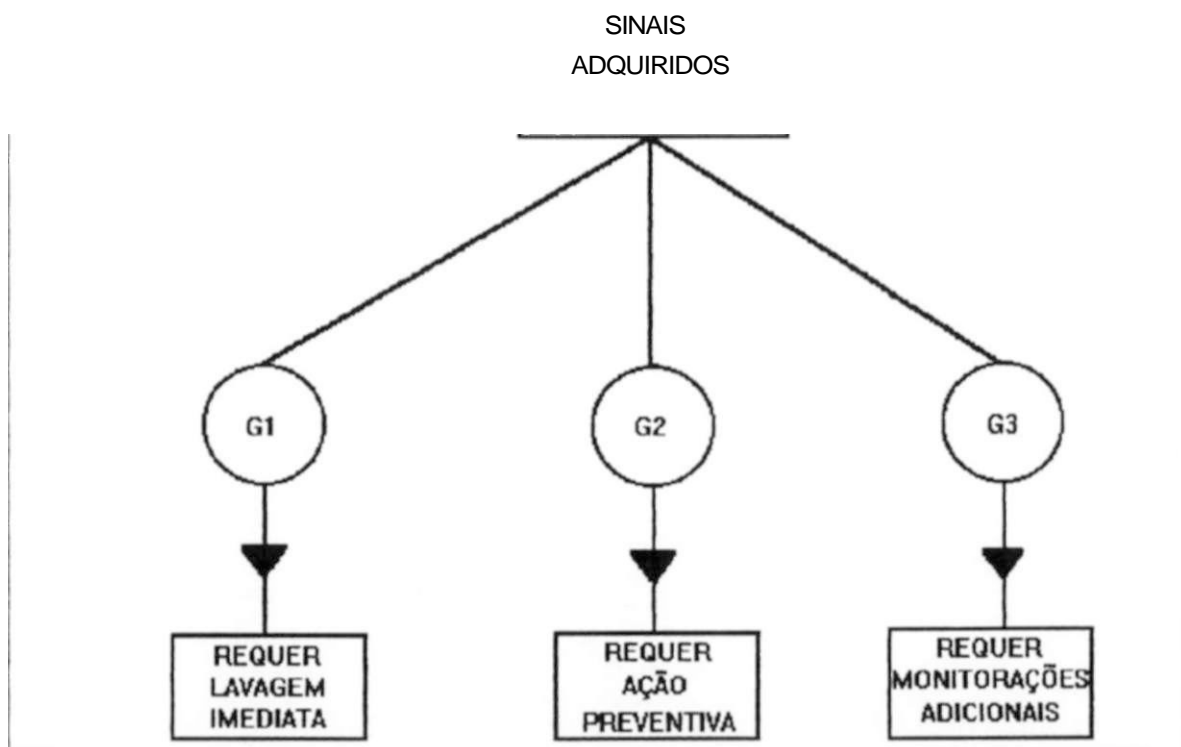 SINAIS
ADQUIRIDOS
G1
G2
G3
REQUER
LAVAGEM
IMEDIATA
REQUER
AÇÃO
PREVENTIVA
REQUER
MONITORAÇÕES
ADICIONAIS